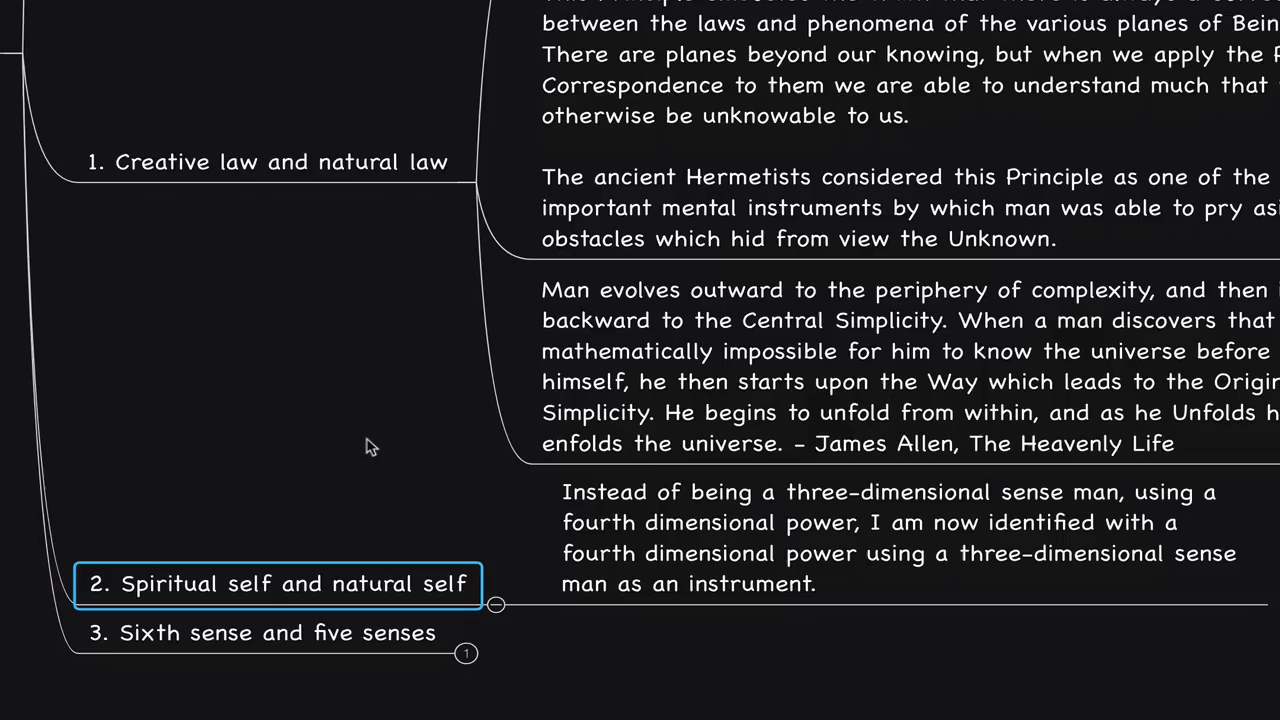 between the laws and phenomena of the various planes of
There are planes beyond our knowing, but when we apply the
Correspondence to them we are able to understand much that
otherwise be unknowable to us.
1. Creative law and natural law
The ancient Hermetists considered this Principle as one of the
important mental instruments by which man was able to pry
obstacles which hid from view the Unknown.
Man evolves outward to the periphery of complexity, and then
backward to the Central Simplicity. When a man discovers that
mathematically impossible for him to know the universe before
himself, he then starts upon the Way which leads to the
Simplicity. He begins to unfold from within, and as he Unfolds
enfolds the universe. – James Allen, The Heavenly Life
Instead of being a three-dimensional sense man, using a
fourth dimensional power, I am now identified with a
fourth dimensional power using a three-dimensional sense
man as an instrument.
2. Spiritual self and natural self
3. Sixth sense and five senses
1